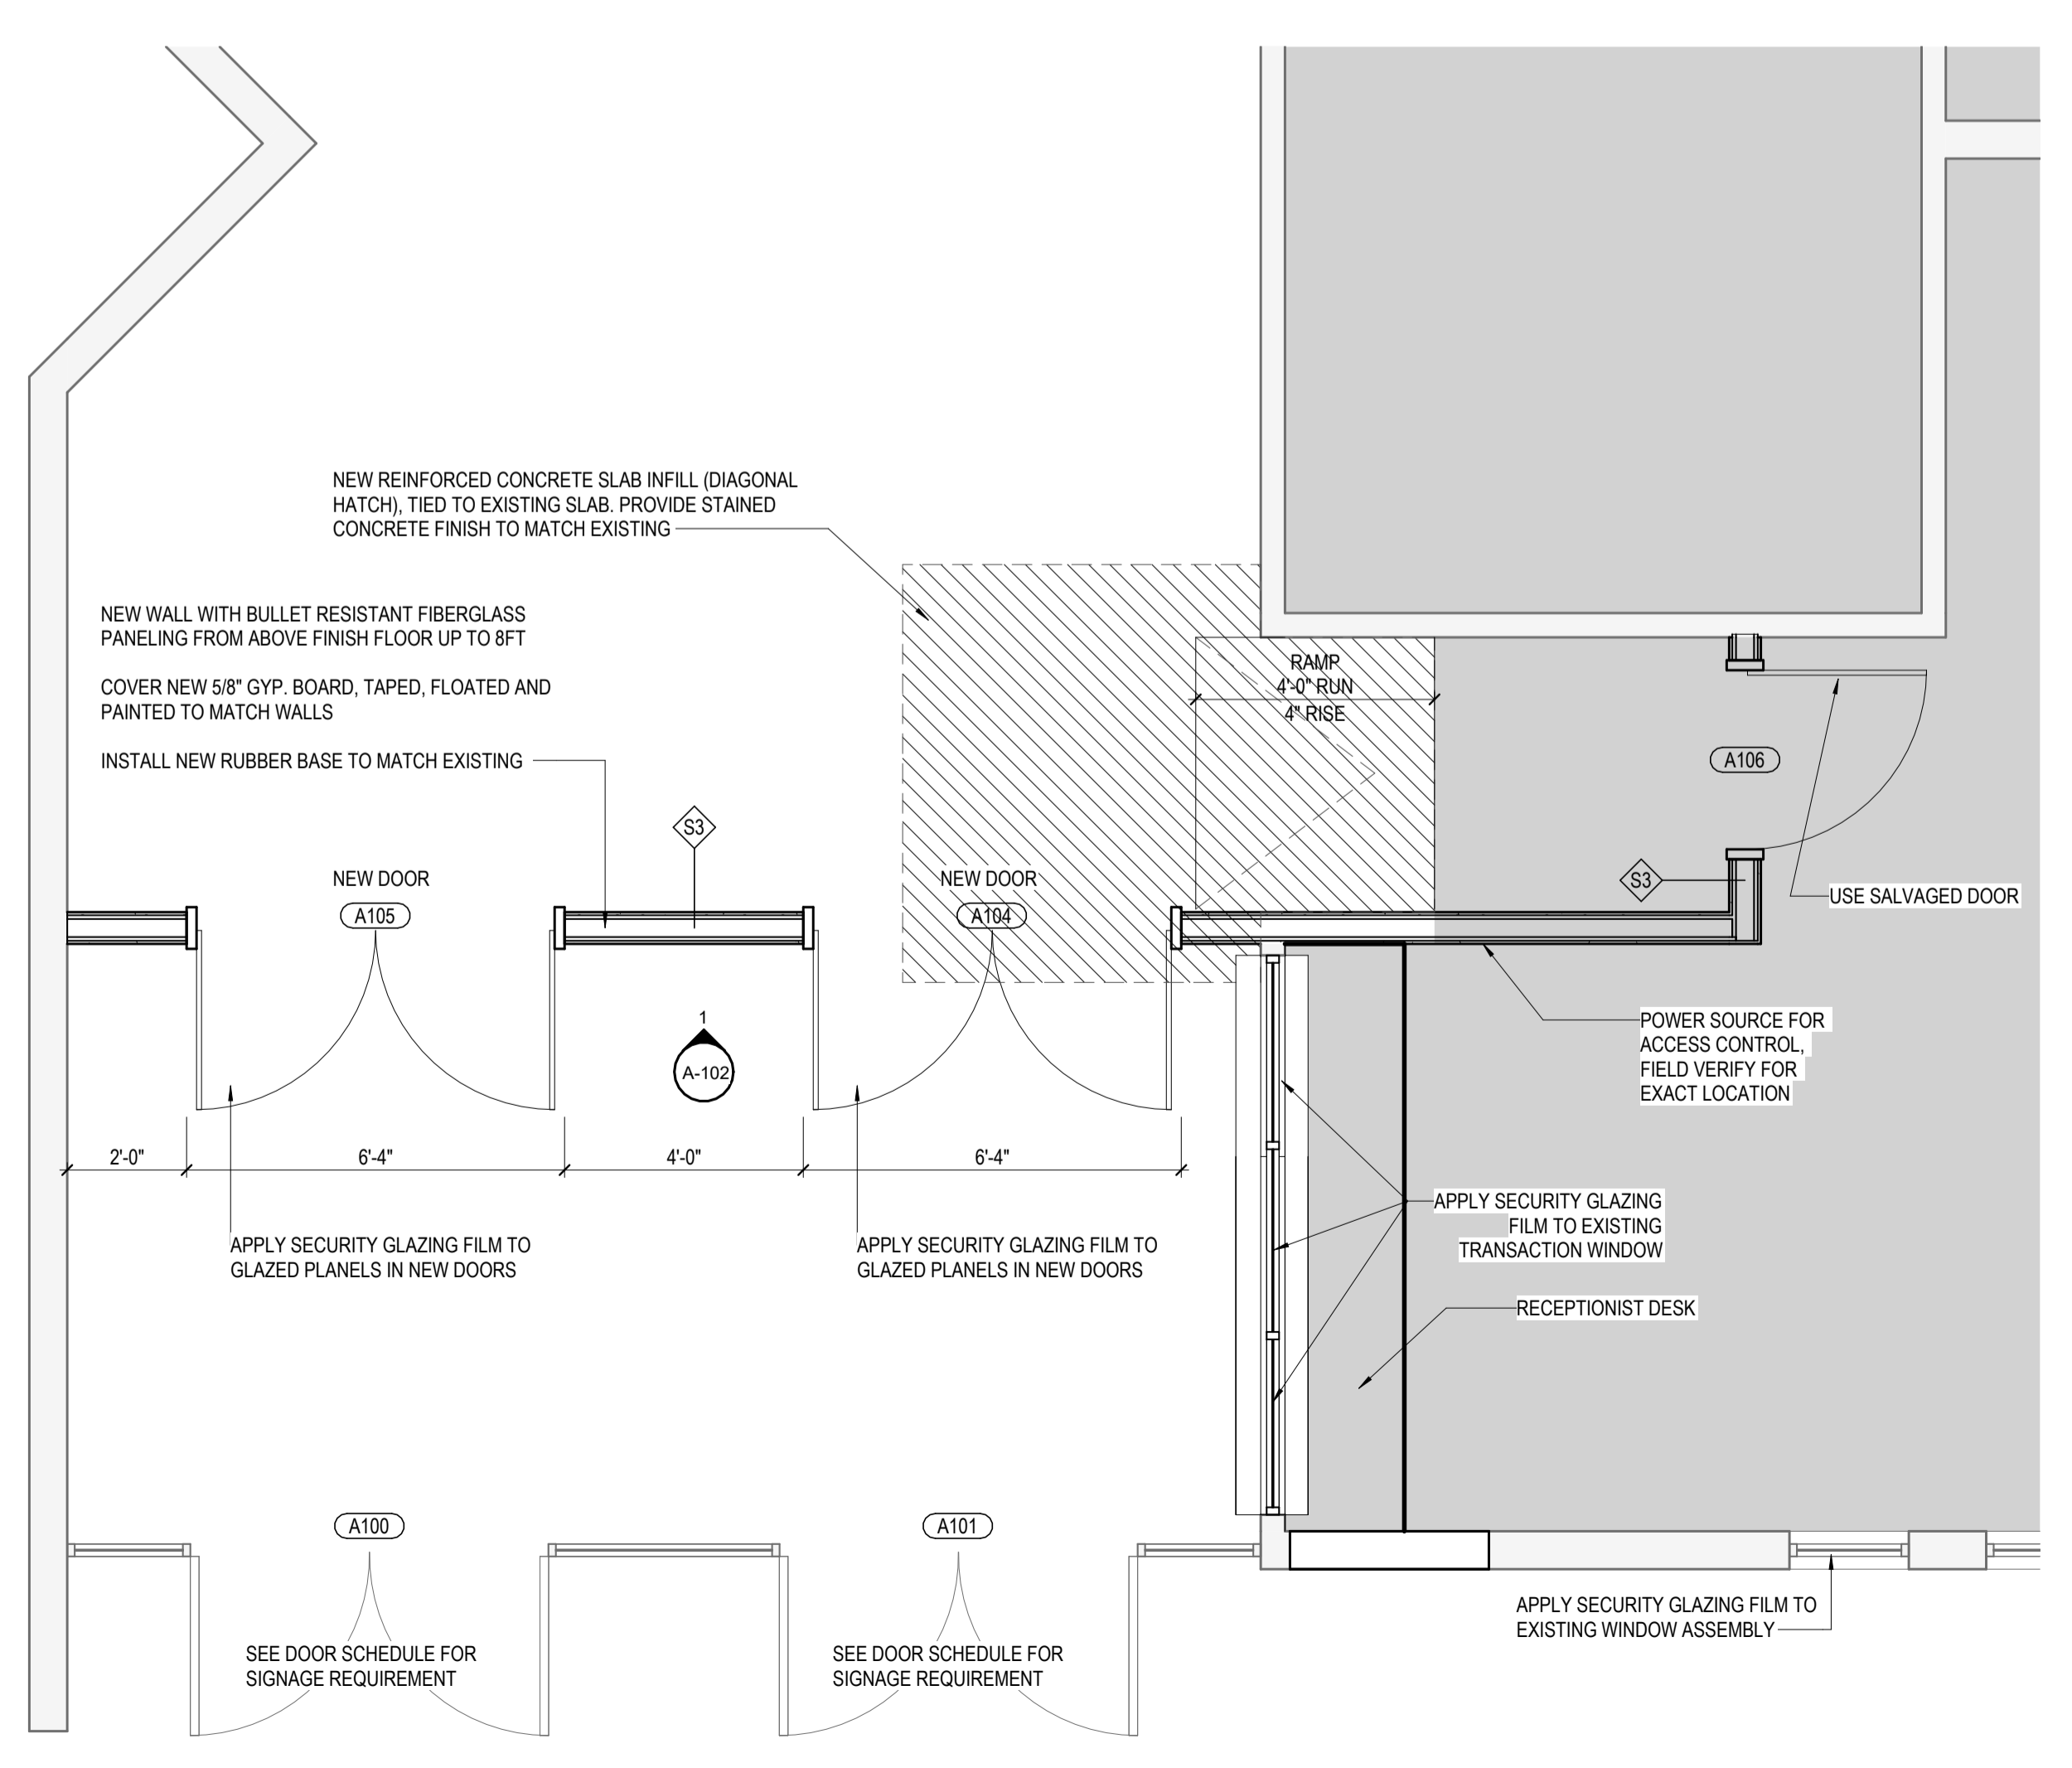 NEW REINFORCED CONCRETE SLAB INFILL (DIAGONAL
HATCH), TIED TO EXISTING SLAB. PROVIDE STAINED
CONCRETE FINISH TO MATCH EXISTING
NEW WALL WITH BULLET RESISTANT FIBERGLASS
PANELING FROM ABOVE FINISH FLOOR UP TO 8FT
COVER NEW 5/8" GYP. BOARD, TAPED, FLOATED AND
PAINTED TO MATCH WALLS
INSTALL NEW RUBBER BASE TO MATCH EXISTING
RAMP
4'-0" RUN
4" RISE
A106
S3
NEW DOOR
A105
NEW DOOR
A104
S3
USE SALVAGED DOOR
1
A-102
POWER SOURCE FOR
ACCESS CONTROL,
FIELD VERIFY FOR
EXACT LOCATION
2'-0"
6'-4"
4'-0"
6'-4"
APPLY SECURITY GLAZING FILM TO
GLAZED PLANELS IN NEW DOORS
APPLY SECURITY GLAZING FILM TO
GLAZED PLANELS IN NEW DOORS
APPLY SECURITY GLAZING
FILM TO EXISTING
TRANSACTION WINDOW
RECEPTIONIST DESK
A100
A101
SEE DOOR SCHEDULE FOR
SIGNAGE REQUIREMENT
SEE DOOR SCHEDULE FOR
SIGNAGE REQUIREMENT
APPLY SECURITY GLAZING FILM TO
EXISTING WINDOW ASSEMBLY